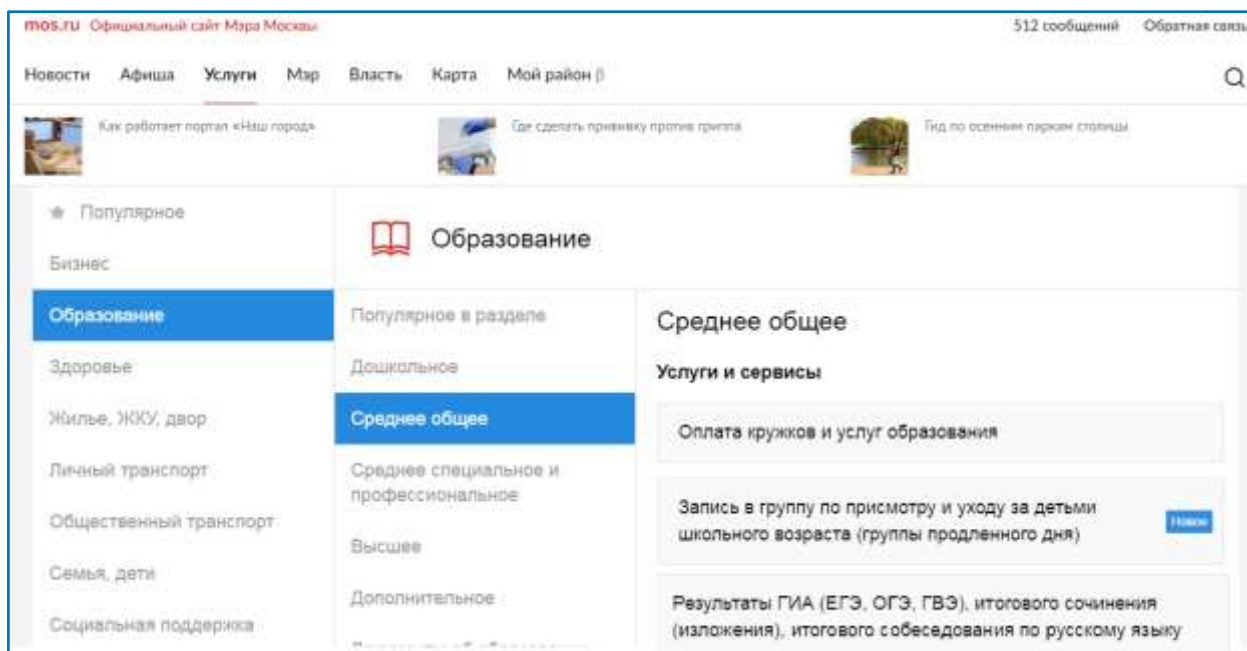 mos.ru Официальный сайт Мэра Москвы
512 сообщений Обратная связь
Новости Афиша Услуги Мэр Власть Карта Мой район β
Как работает портал «Наш город»
Где сделать прививку против гриппа
Гид по осенним паркам столицы
Популярное
Бизнес
Образование
Здоровье
Жилье, ЖКУ, двор
Личный транспорт
Общественный транспорт
Семья, дети
Социальная поддержка
Образование
Популярное в разделе
Дошкольное
Среднее общее
Среднее специальное и
профессиональное
Высшее
Дополнительное
Среднее общее
Услуги и сервисы
Оплата кружков и услуг образования
Запись в группу по присмотру и уходу за детьми
школьного возраста (группы продленного дня)
Новое
Результаты ГИА (ЕГЭ, ОГЭ, ГВЭ), итогового сочинения
(изложения), итогового собеседования по русскому языку